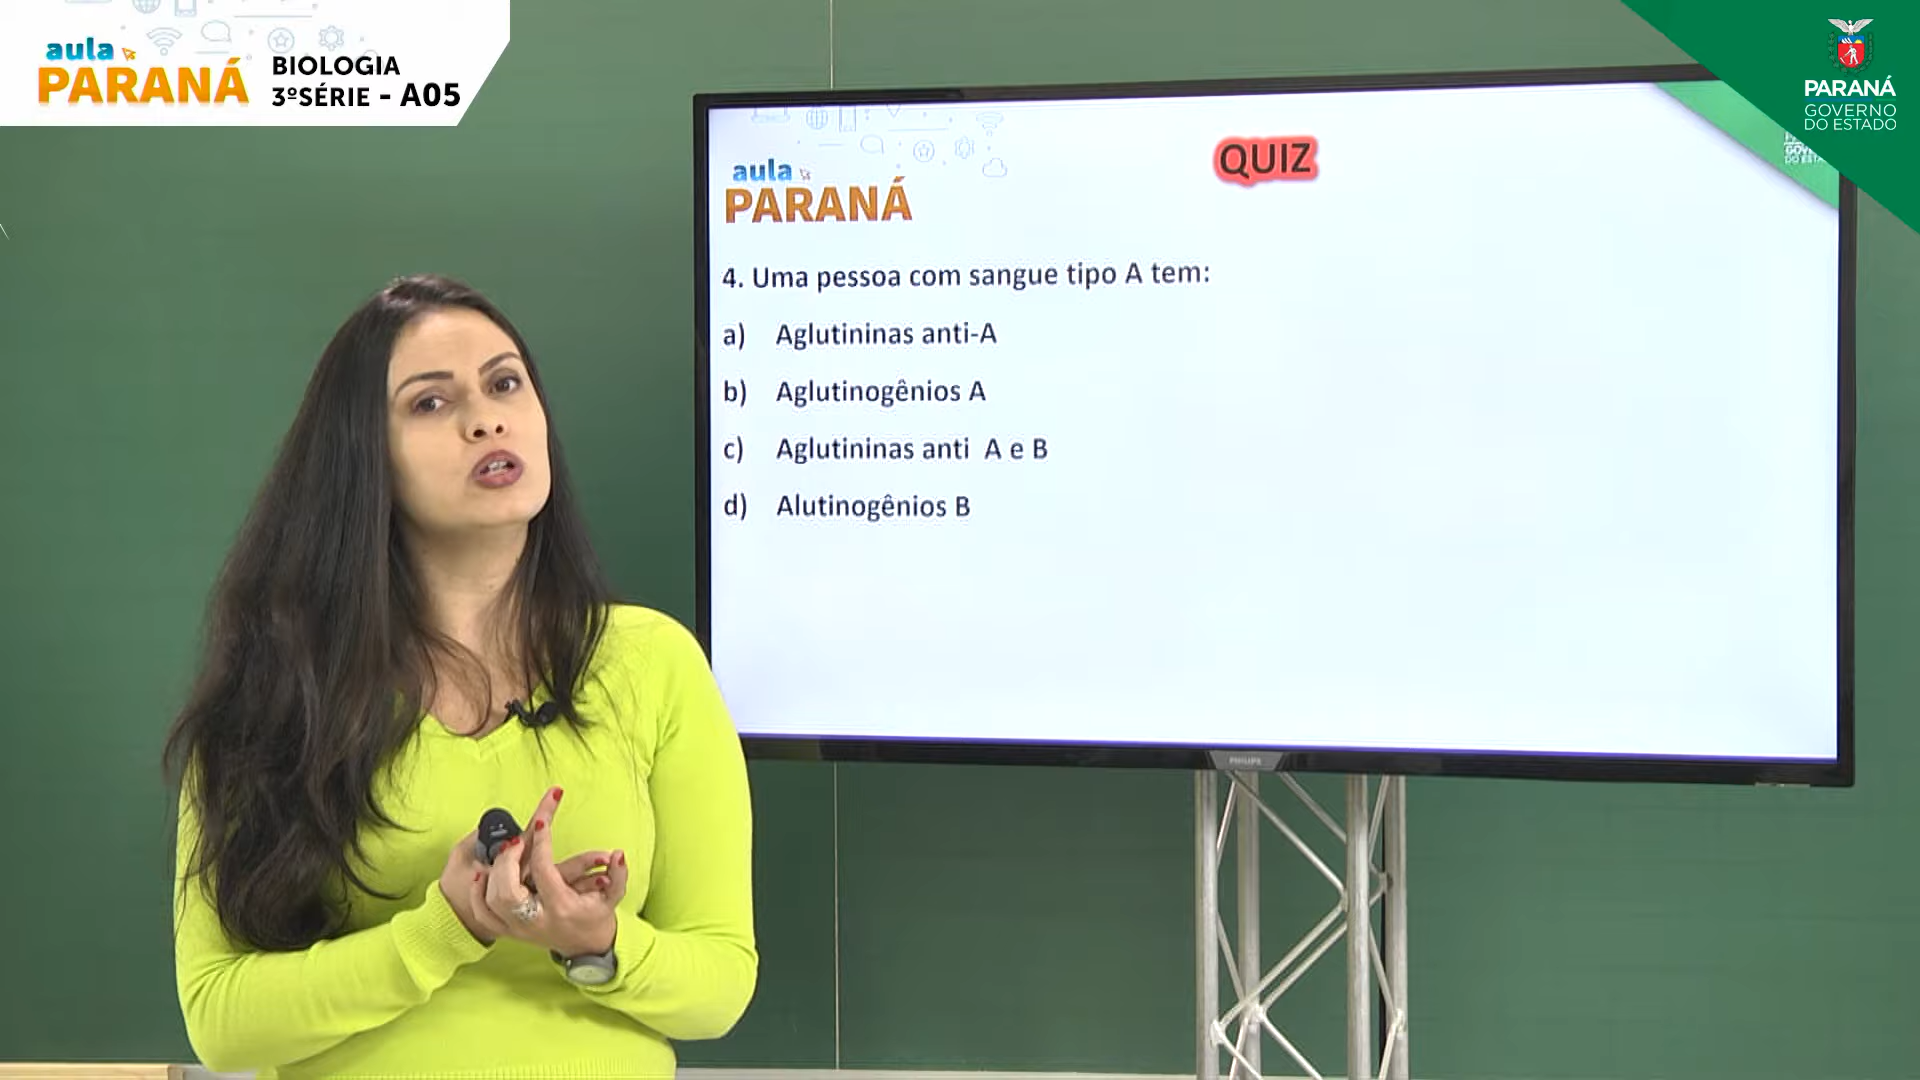 aula
PARANÁ
BIOLOGIA
3ºSÉRIE - A05
PARANÁ
GOVERNO
DO ESTADO
aula
PARANÁ
QUIZ
4. Uma pessoa com sangue tipo A tem:
a) Aglutininas anti-A
b) Aglutinogênios A
c) Aglutininas anti A e B
d) Alutinogênios B
PHILIPS